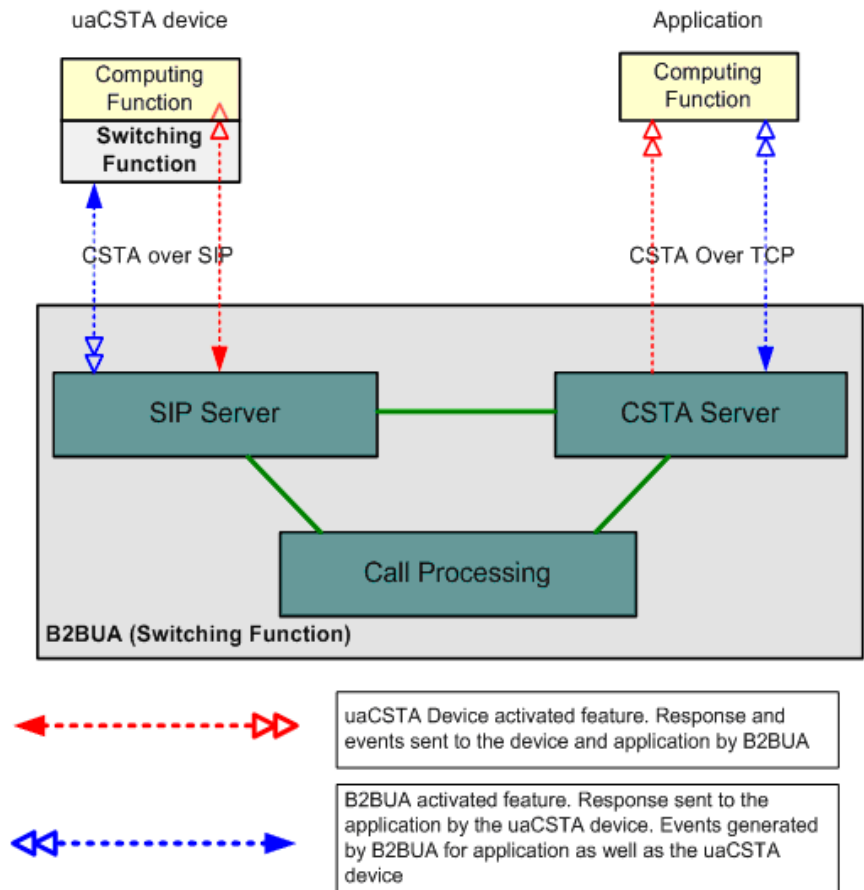 uaCSTA device
Application
Computing
Function
Switching
Function
Computing
Function
CSTA over SIP
CSTA Over TCP
SIP Server
CSTA Server
Call Processing
B2BUA (Switching Function)
uaCSTA Device activated feature. Response and
events sent to the device and application by B2BUA
B2BUA activated feature. Response sent to the
application by the uaCSTA device. Events generated
by B2BUA for application as well as the uaCSTA
device